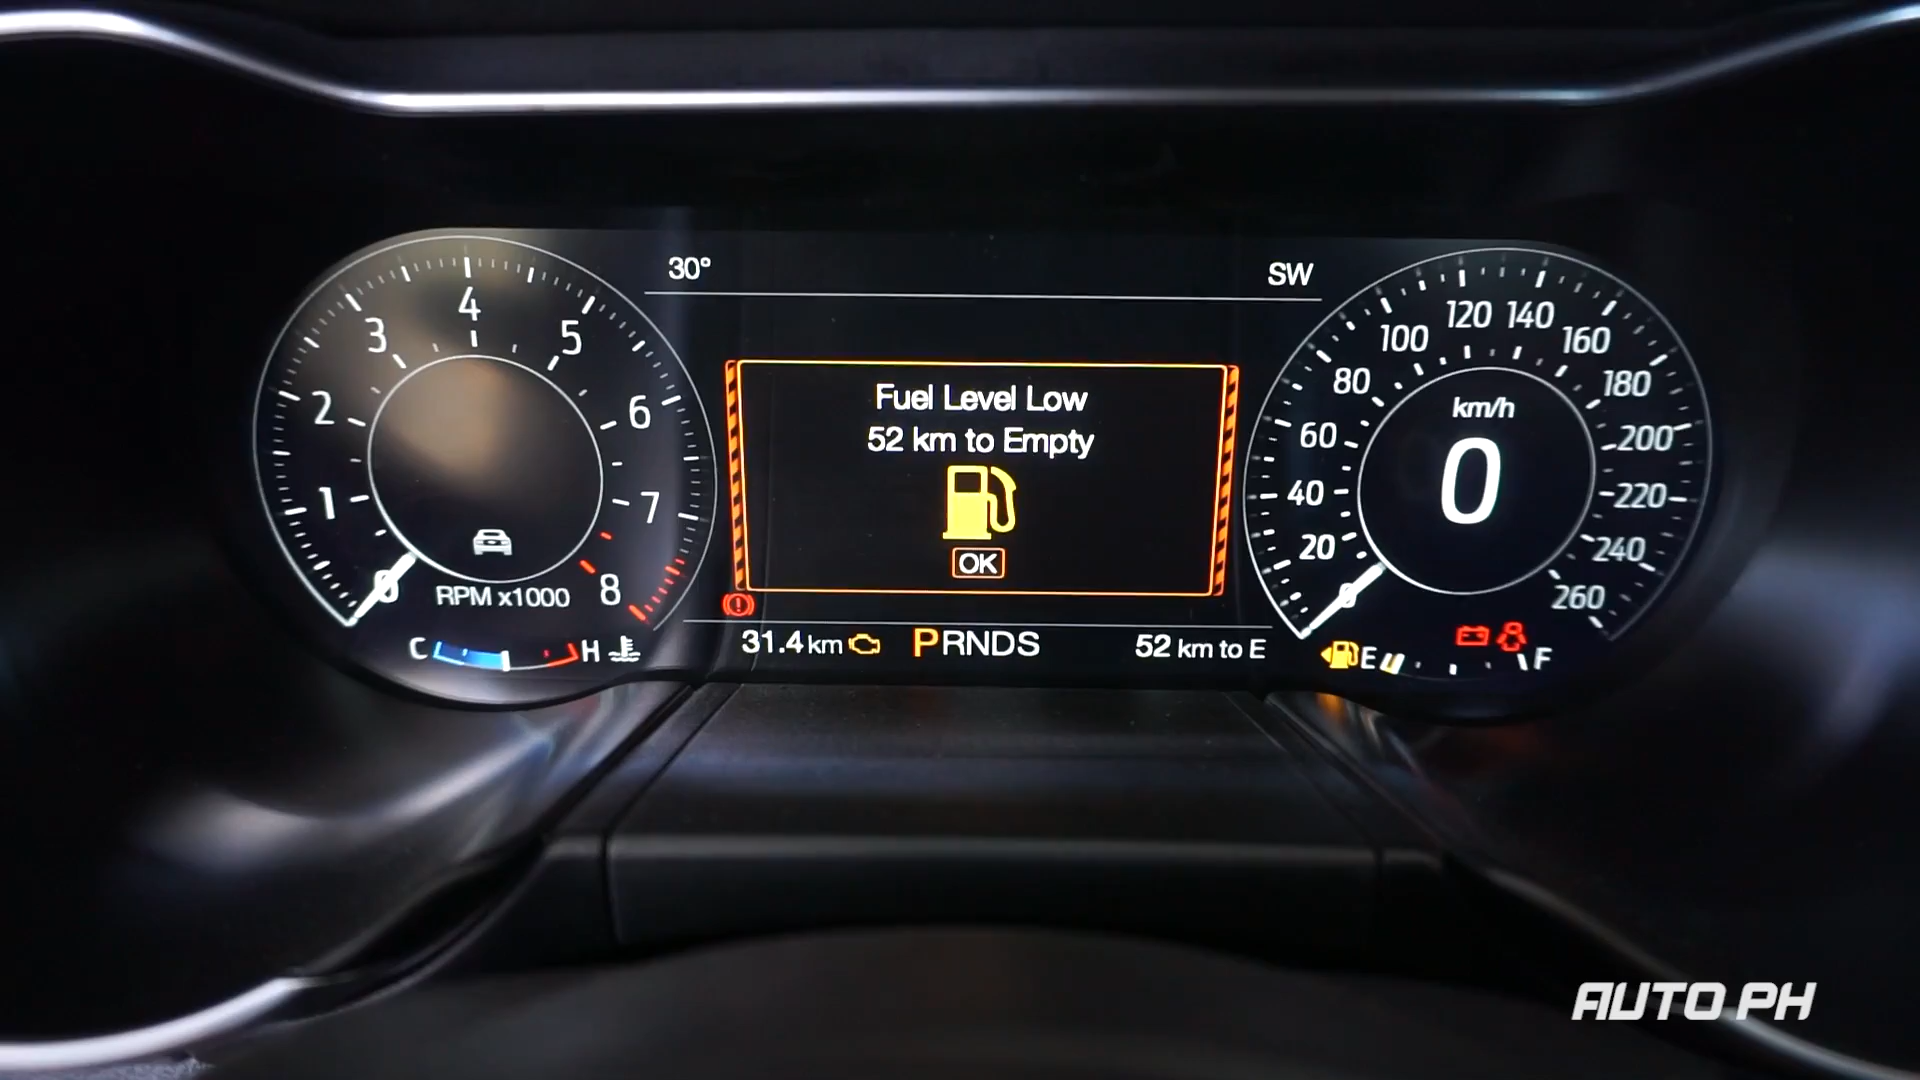 30° SW
Fuel Level Low
52 km to Empty
OK
0 1 2 3 4 5 6 7 8
RPM x1000
C H
31.4 km PRNDS 52 km to E
0 20 40 60 80 100 120 140 160 180 200 220 240 260
km/h
0
E F
AUTO PH